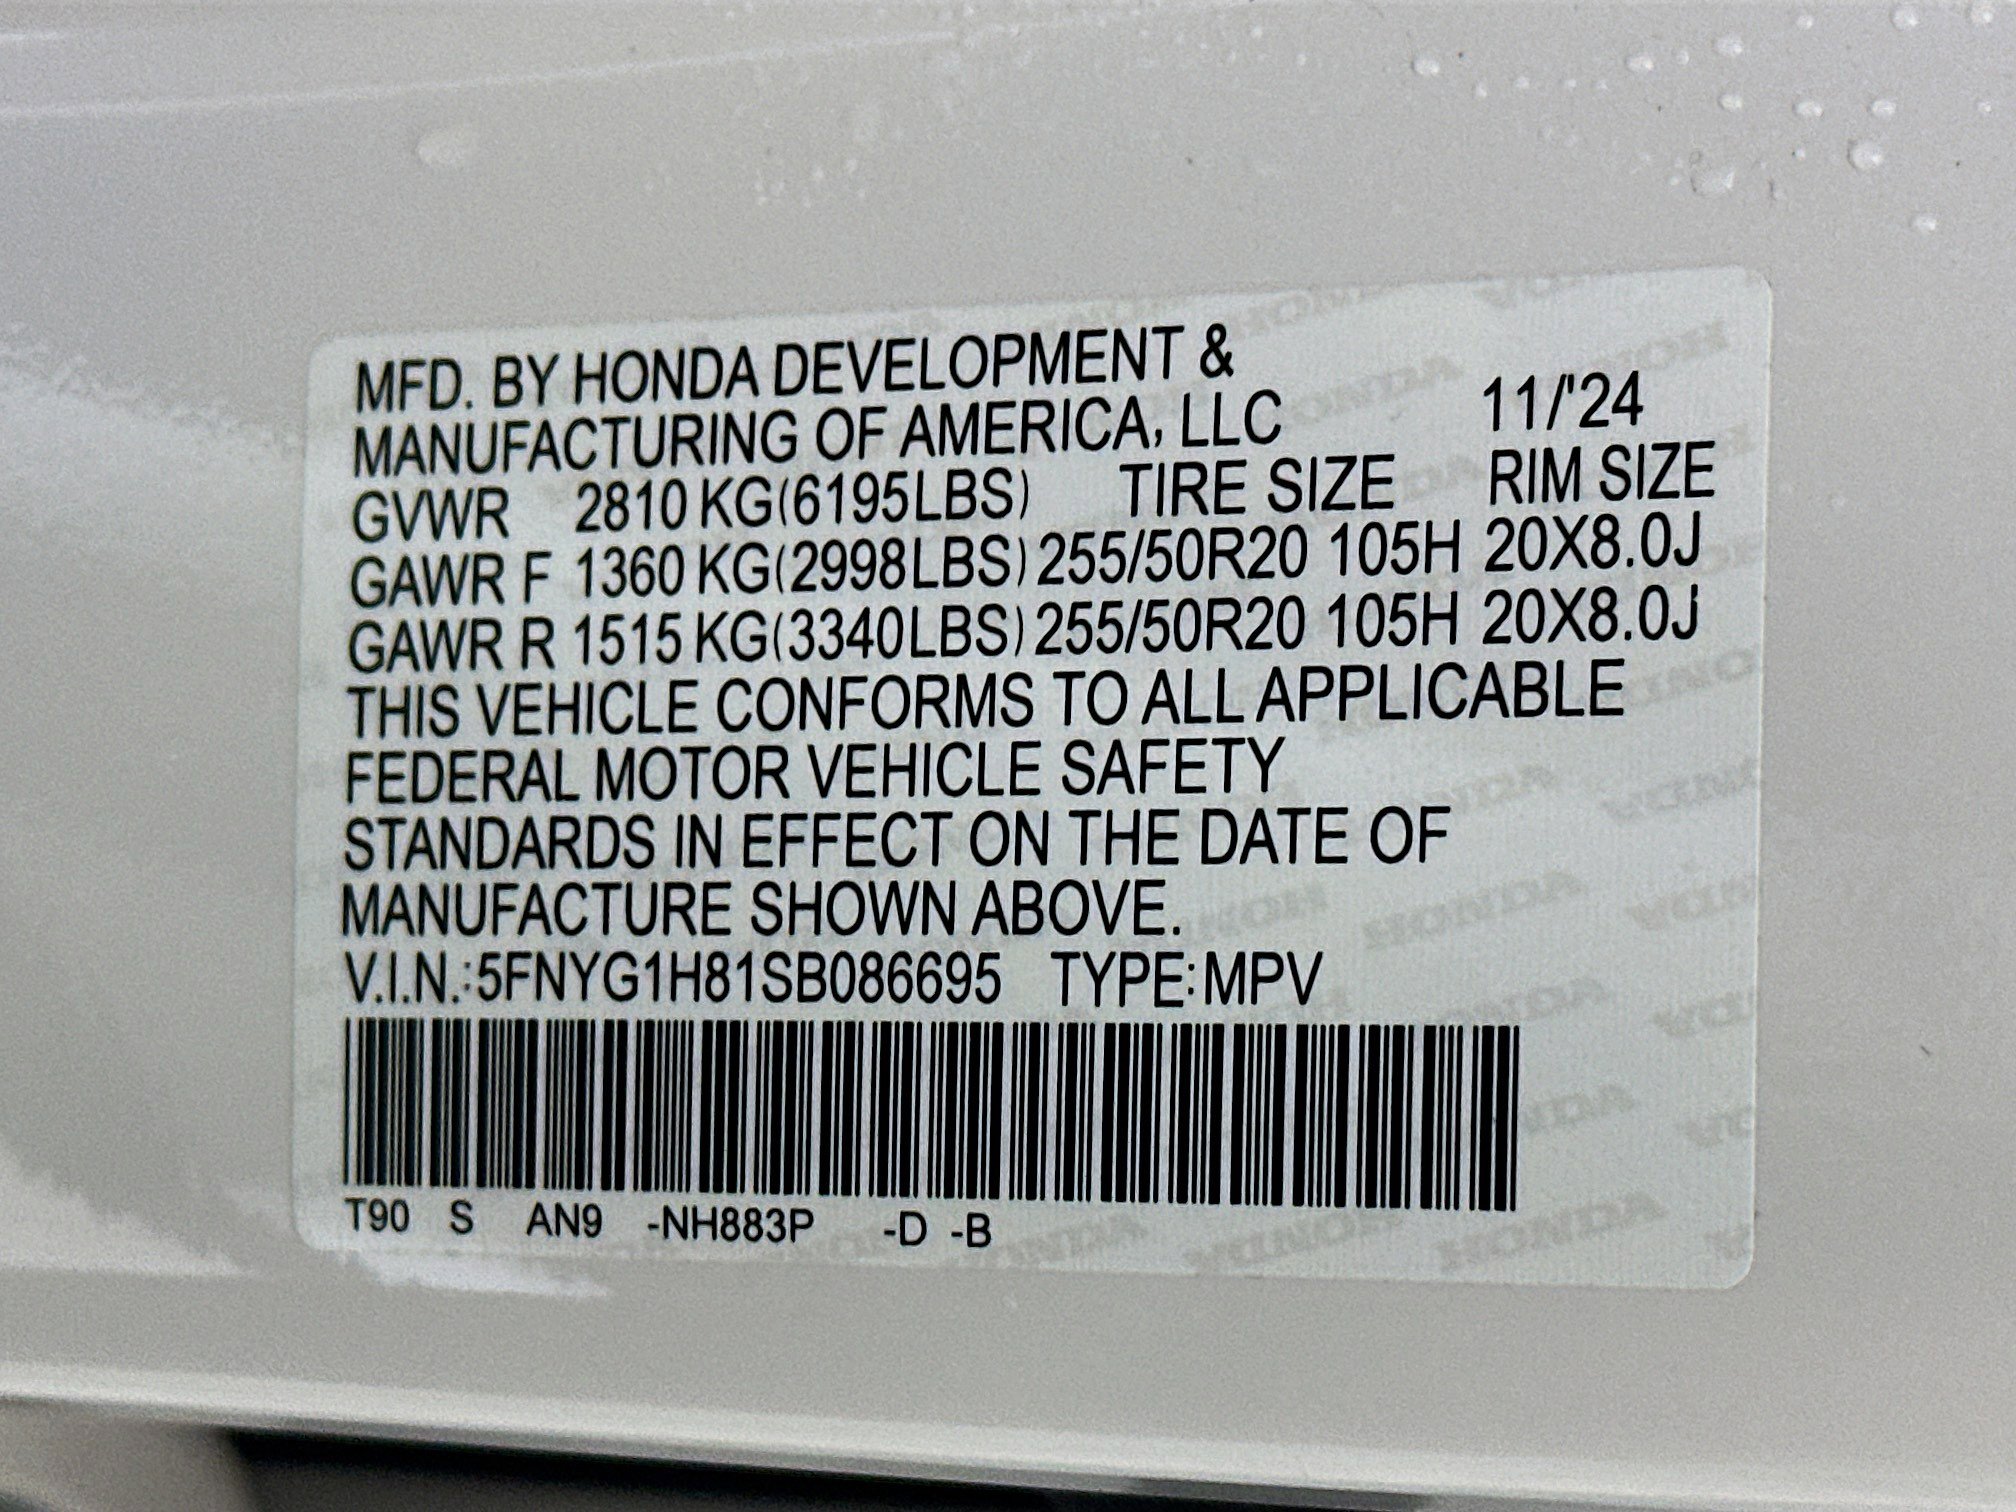 MFD. BY HONDA DEVELOPMENT &
MANUFACTURING OF AMERICA, LLC 11/'24
GVWR 2810 KG(6195LBS) TIRE SIZE RIM SIZE
GAWR F 1360 KG(2998LBS) 255/50R20 105H 20X8.0J
GAWR R 1515 KG(3340LBS) 255/50R20 105H 20X8.0J
THIS VEHICLE CONFORMS TO ALL APPLICABLE
FEDERAL MOTOR VEHICLE SAFETY
STANDARDS IN EFFECT ON THE DATE OF
MANUFACTURE SHOWN ABOVE.
V.I.N.:5FNYG1H81SB086695 TYPE:MPV
T90 S AN9 -NH883P -D -B